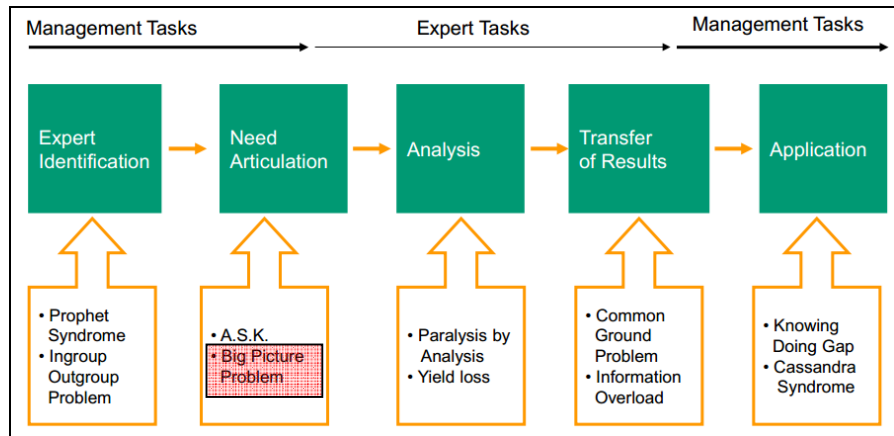 Management Tasks
Expert Tasks
Management Tasks
Expert
Identification
Need
Articulation
Analysis
Transfer
of Results
Application
• Prophet
Syndrome
• Ingroup
Outgroup
Problem
• A.S.K.
• Big Picture
Problem
• Paralysis by
Analysis
• Yield loss
• Common
Ground
Problem
• Information
Overload
• Knowing
Doing Gap
• Cassandra
Syndrome